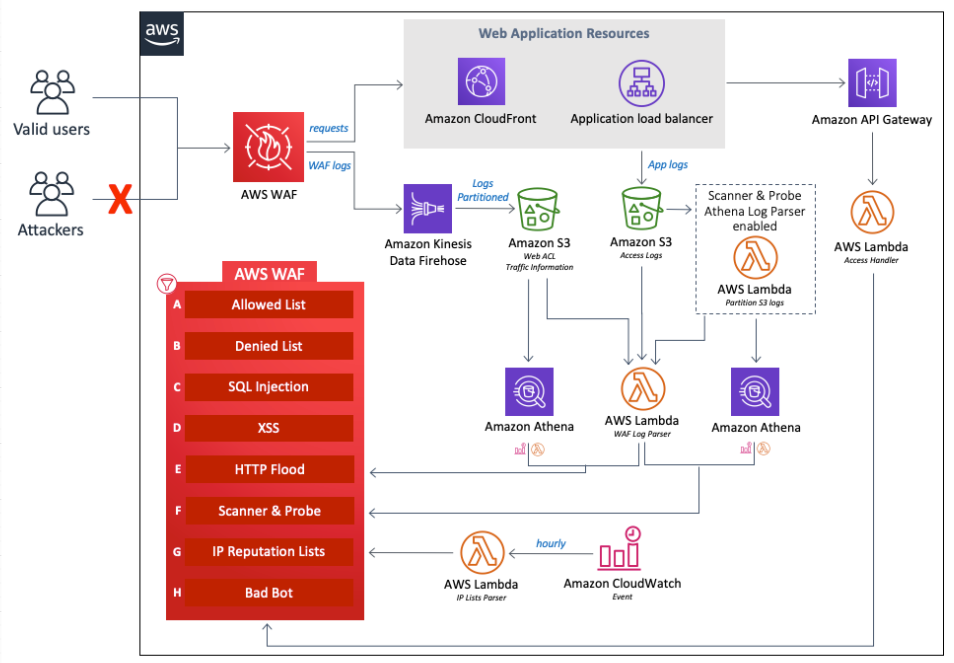 aws
Web Application Resources
Valid users
Attackers
X
AWS WAF
requests
WAF logs
Amazon CloudFront
Application load balancer
Amazon API Gateway
App logs
Logs
Partitioned
Amazon Kinesis
Data Firehose
Amazon S3
Web ACL
Traffic Information
Amazon S3
Access Logs
Scanner & Probe
Athena Log Parser
enabled
AWS Lambda
Partition S3 logs
AWS Lambda
Access Handler
AWS WAF
A Allowed List
B Denied List
C SQL Injection
D XSS
E HTTP Flood
F Scanner & Probe
G IP Reputation Lists
H Bad Bot
Amazon Athena
AWS Lambda
WAF Log Parser
Amazon Athena
AWS Lambda
IP Lists Parser
hourly
Amazon CloudWatch
Event